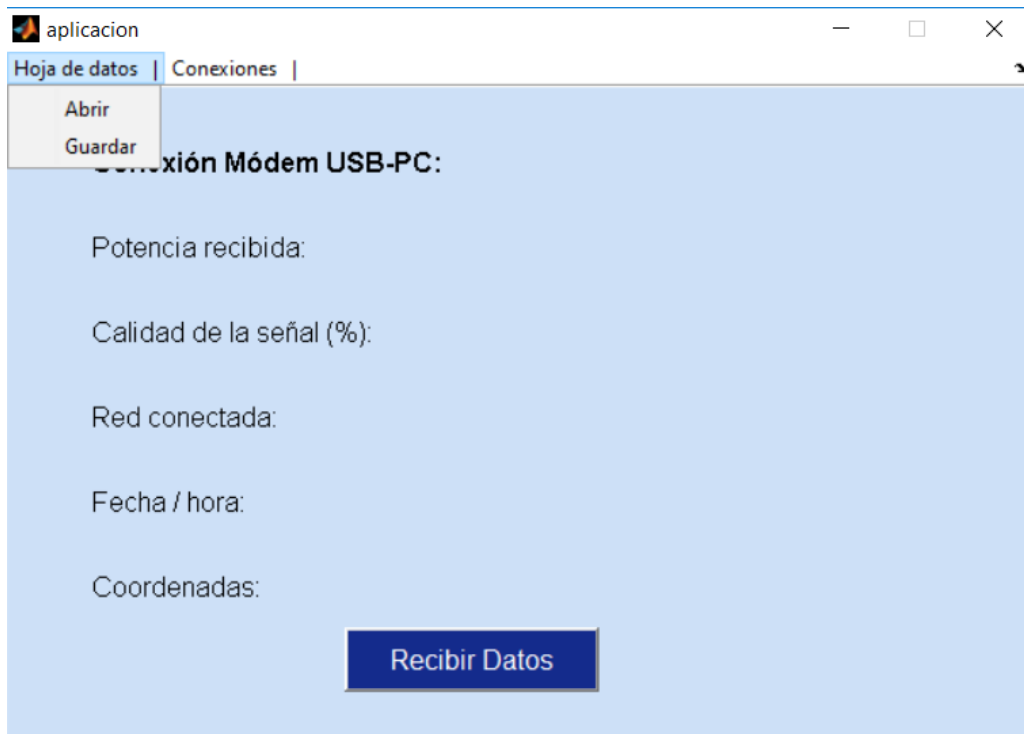 aplicacion
Hoja de datos | Conexiones |
Abrir
Guardar
Conexión Módem USB-PC:
Potencia recibida:
Calidad de la señal (%):
Red conectada:
Fecha / hora:
Coordenadas:
Recibir Datos